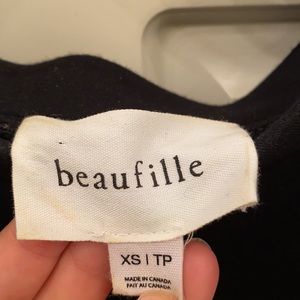 beaufille
XS | TP
MADE IN CANADA
FAIT AU CANADA